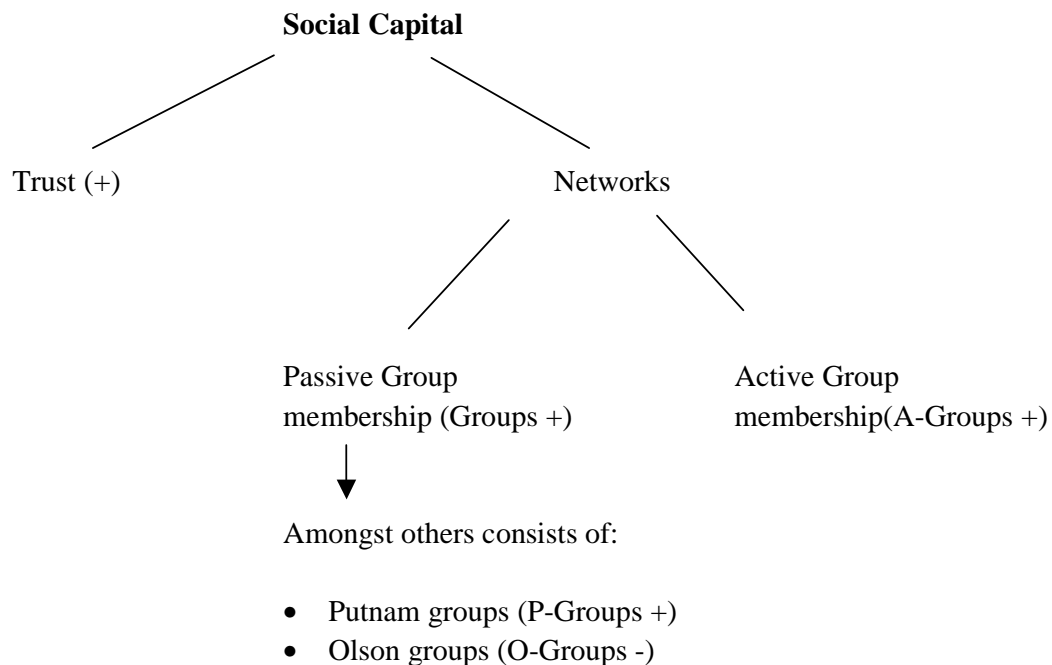 Social Capital
Trust (+)
Networks
Passive Group
membership (Groups +)
Active Group
membership(A-Groups +)
Amongst others consists of:
• Putnam groups (P-Groups +)
• Olson groups (O-Groups -)